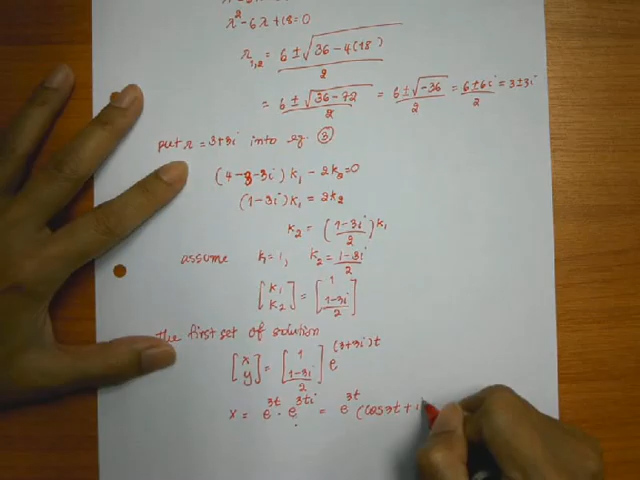 λ² - 6λ + 18 = 0
λ₁,₂ = (6 ± √(36 - 4(18)))/2
= (6 ± √(36 - 72))/2 = (6 ± √-36)/2 = (6 ± 6i)/2 = 3 ± 3i
put λ = 3+3i into eq. ③
(4-3-3i)k₁ - 2k₂ = 0
(1-3i)k₁ = 2k₂
k₂ = ((1-3i)/2)k₁
assume k₁ = 1, k₂ = (1-3i)/2
[k₁ k₂] = [1 (1-3i)/2]
the first set of solution
[x y] = [1 (1-3i)/2] e^(3+3i)t
x = e^3t · e^3ti = e^3t (cos3t + i